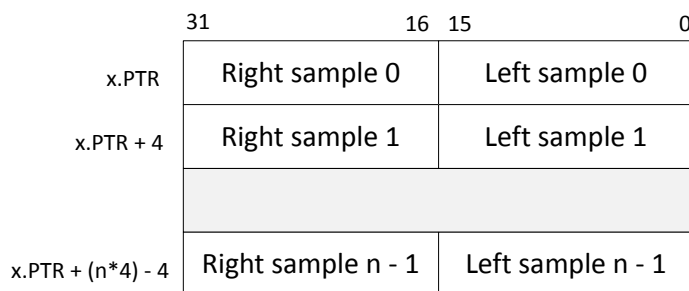 31 16 15 0
x.PTR Right sample 0 Left sample 0
x.PTR + 4 Right sample 1 Left sample 1
x.PTR + (n*4) - 4 Right sample n - 1 Left sample n - 1